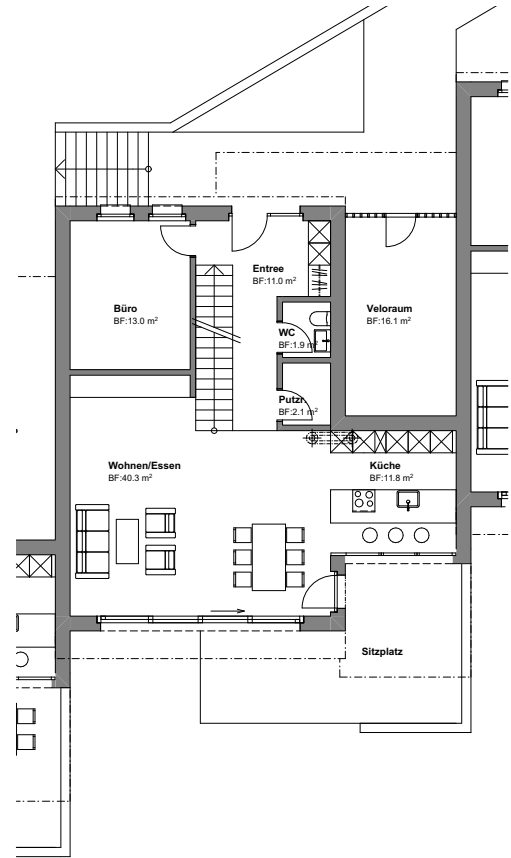 Entree
BF:11.0 m²
Büro
BF:13.0 m²
Veloraum
BF:16.1 m²
WC
BF:1.9 m²
Putzr.
BF:2.1 m²
Wohnen/Essen
BF:40.3 m²
Küche
BF:11.8 m²
Sitzplatz